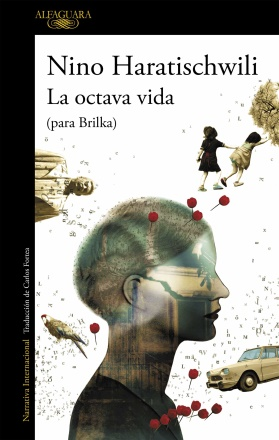 ALFAGUARA
Nino Haratischwili
La octava vida
(para Brilka)
Narrativa Internacional Traducción de Carlos Fortea